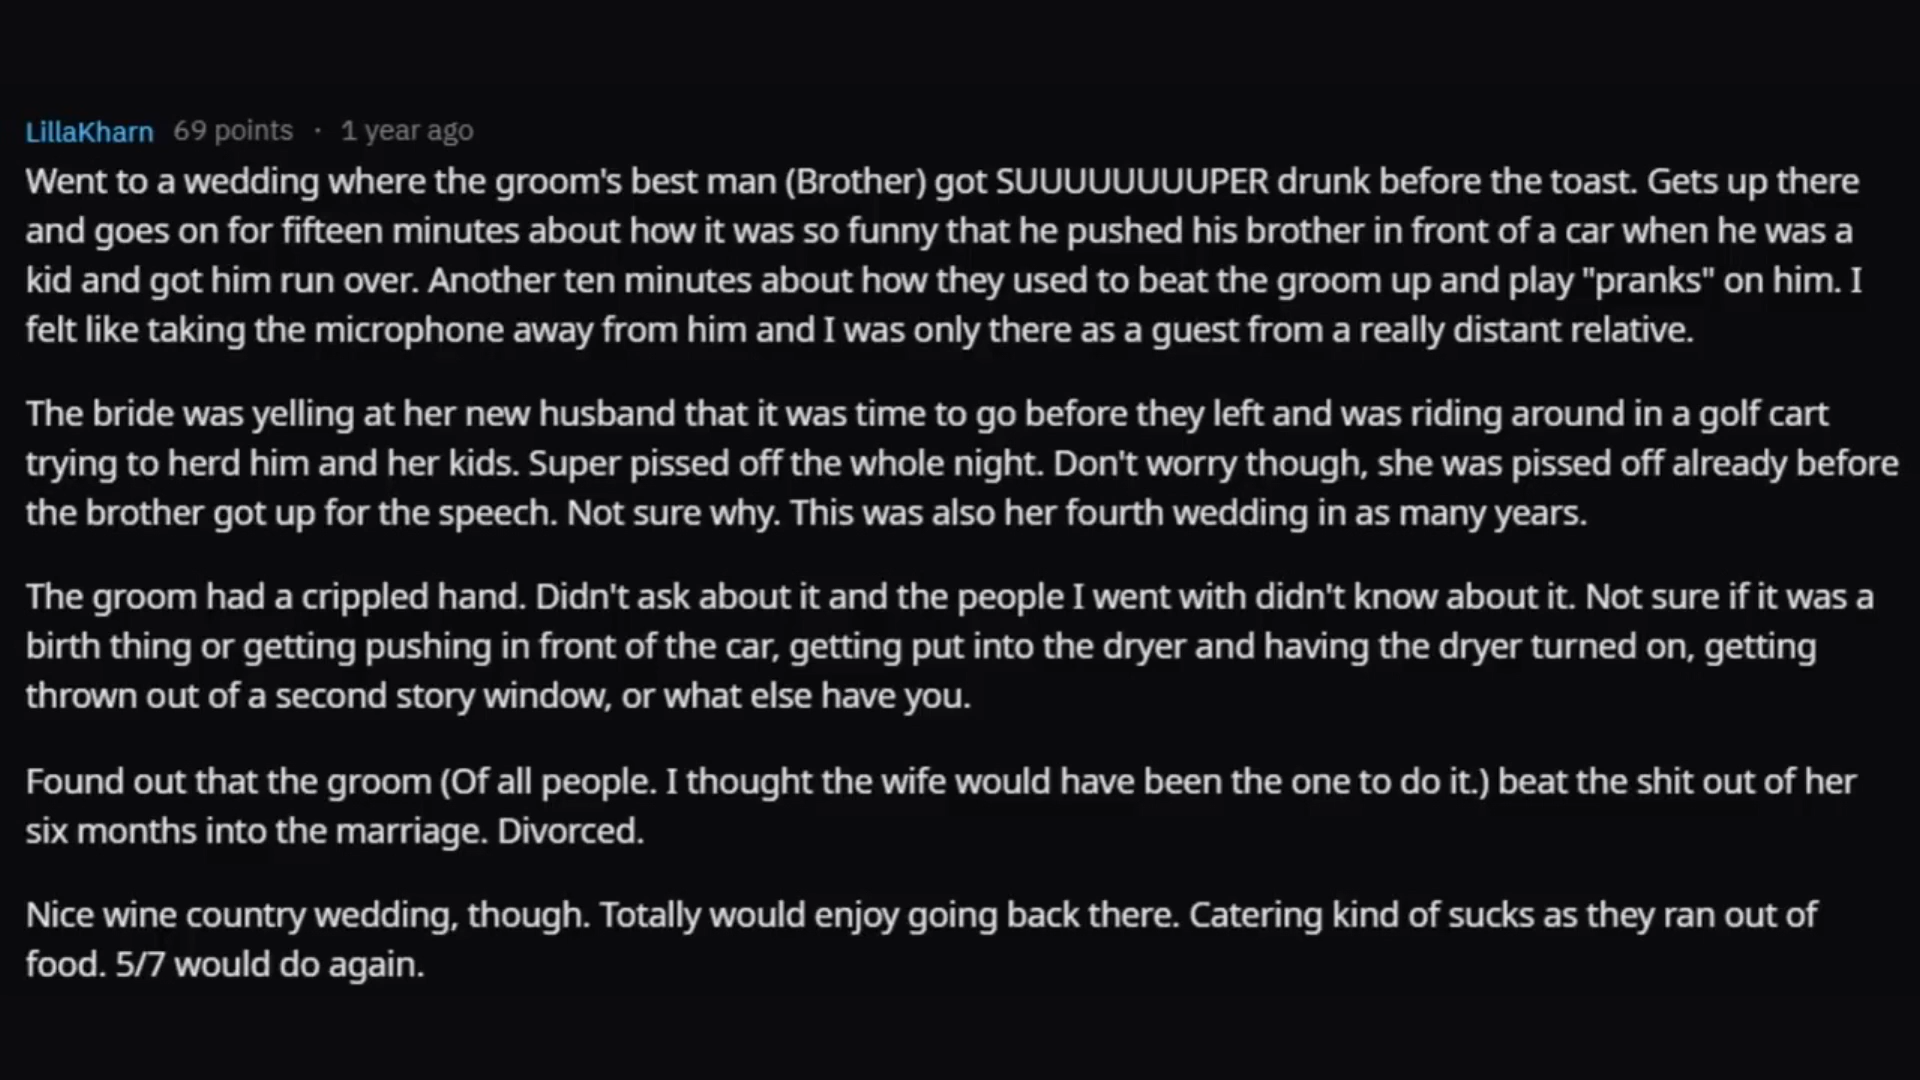 LillaKharn 69 points · 1 year ago
Went to a wedding where the groom's best man (Brother) got SUUUUUUUUPER drunk before the toast. Gets up there
and goes on for fifteen minutes about how it was so funny that he pushed his brother in front of a car when he was a
kid and got him run over. Another ten minutes about how they used to beat the groom up and play "pranks" on him. I
felt like taking the microphone away from him and I was only there as a guest from a really distant relative.
The bride was yelling at her new husband that it was time to go before they left and was riding around in a golf cart
trying to herd him and her kids. Super pissed off the whole night. Don't worry though, she was pissed off already before
the brother got up for the speech. Not sure why. This was also her fourth wedding in as many years.
The groom had a crippled hand. Didn't ask about it and the people I went with didn't know about it. Not sure if it was a
birth thing or getting pushing in front of the car, getting put into the dryer and having the dryer turned on, getting
thrown out of a second story window, or what else have you.
Found out that the groom (Of all people. I thought the wife would have been the one to do it.) beat the shit out of her
six months into the marriage. Divorced.
Nice wine country wedding, though. Totally would enjoy going back there. Catering kind of sucks as they ran out of
food. 5/7 would do again.